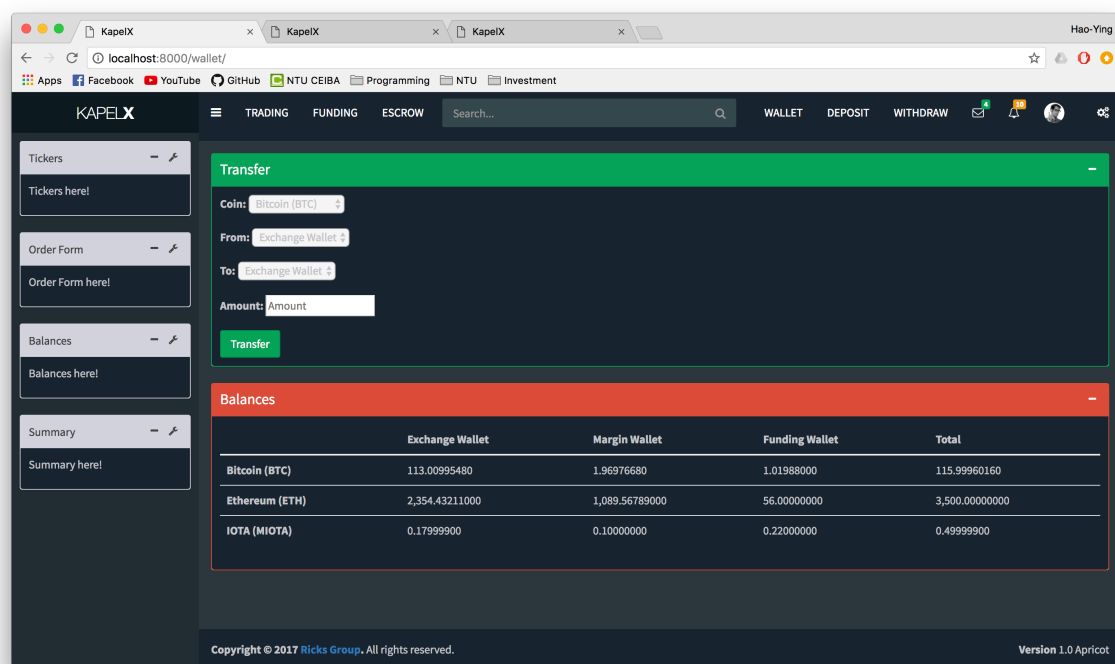 KapelX
KapelX
KapelX
Hao-Ying
localhost:8000/wallet/
Apps Facebook YouTube GitHub NTU CEIBA Programming NTU Investment
KAPELX
TRADING FUNDING ESCROW Search... WALLET DEPOSIT WITHDRAW 4 10
Tickers
Tickers here!
Order Form
Order Form here!
Balances
Balances here!
Summary
Summary here!
Transfer
Coin: Bitcoin (BTC)
From: Exchange Wallet
To: Exchange Wallet
Amount: Amount
Transfer
Balances
Exchange Wallet Margin Wallet Funding Wallet Total
Bitcoin (BTC) 113.00995480 1.96976680 1.01988000 115.99960160
Ethereum (ETH) 2,354.43211000 1,089.56789000 56.00000000 3,500.00000000
IOTA (MIOTA) 0.17999900 0.10000000 0.22000000 0.49999900
Copyright © 2017 Ricks Group. All rights reserved.
Version 1.0 Apricot